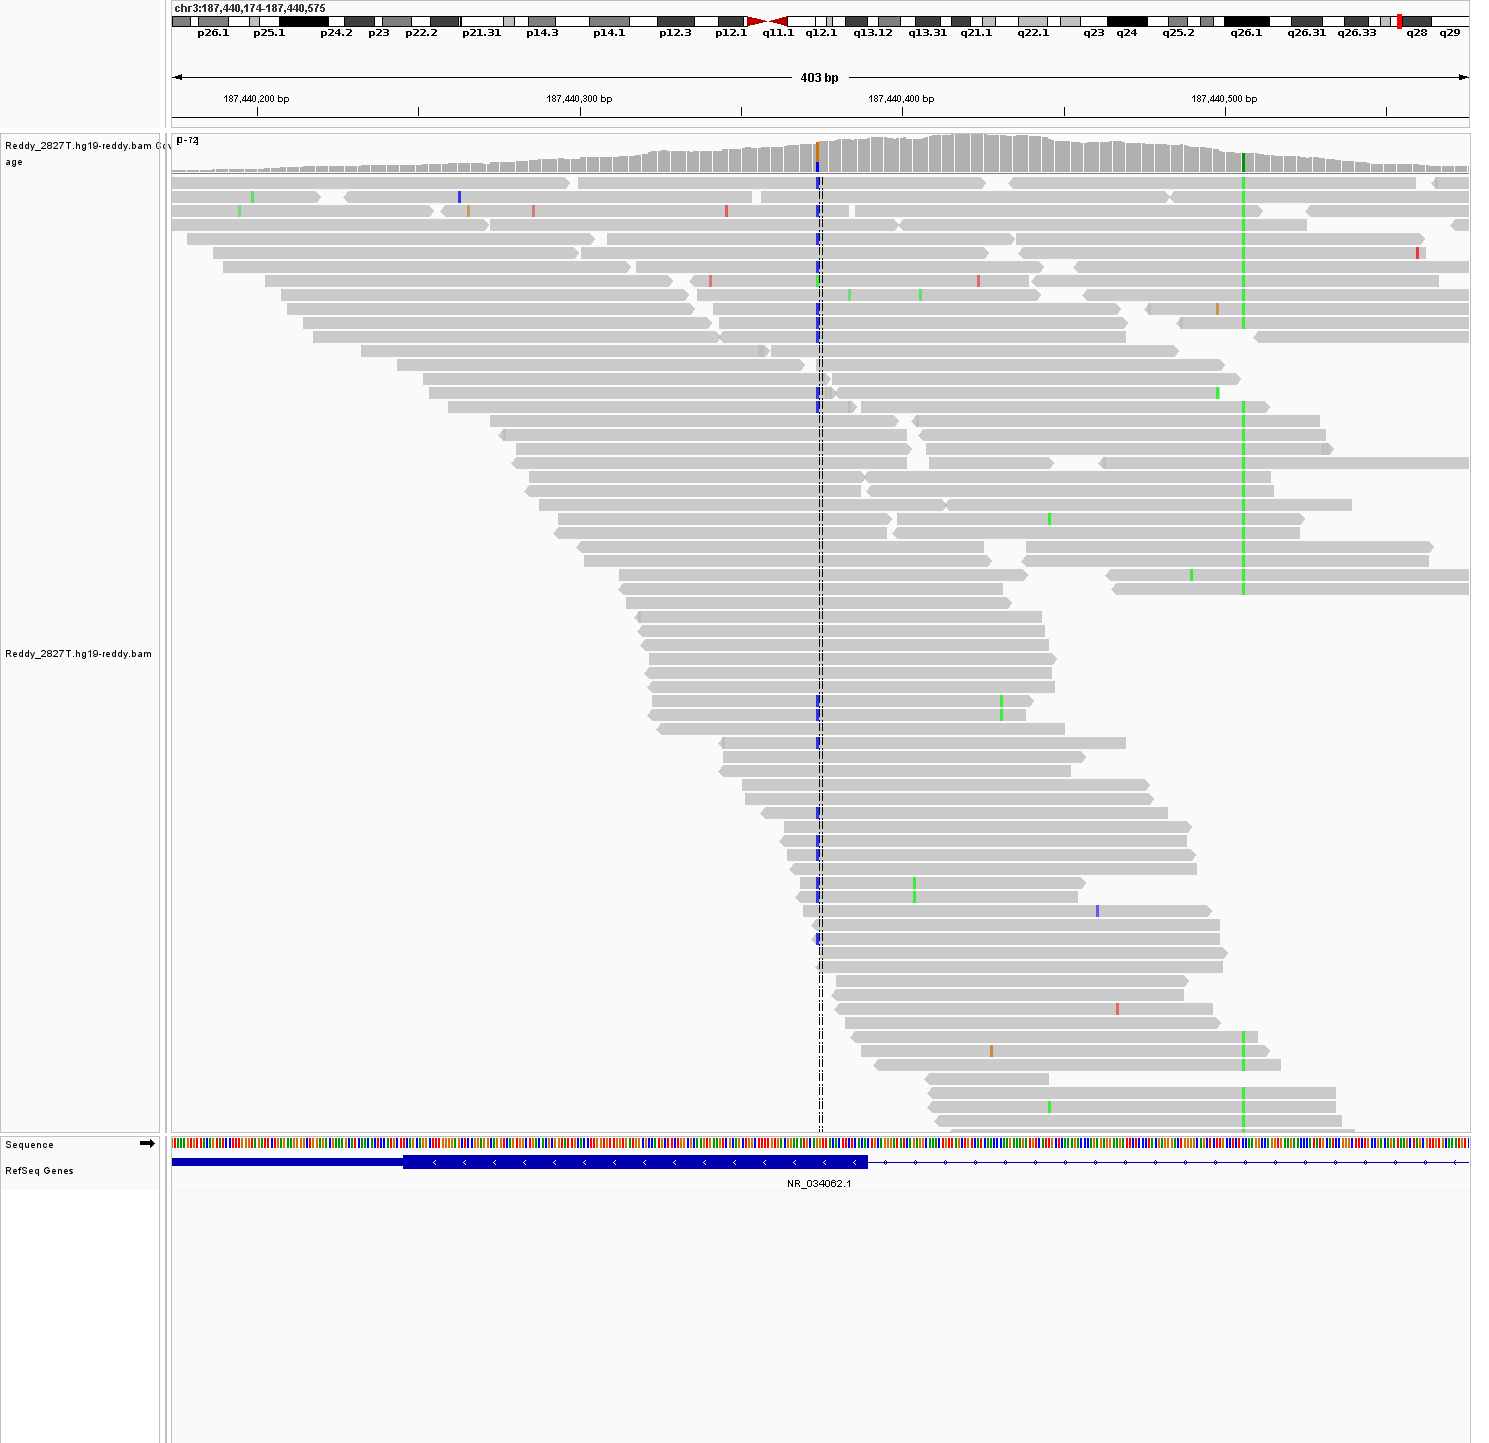 chr3:187,440,174-187,440,575
p26.1 p25.1 p24.2 p23 p22.2 p21.31 p14.3 p14.1 p12.3 p12.1 q11.1 q12.1 q13.12 q13.31 q21.1 q22.1 q23 q24 q25.2 q26.1 q26.31 q26.33 q28 q29
403 bp
187,440,200 bp 187,440,300 bp 187,440,400 bp 187,440,500 bp
Reddy_2827T.hg19-reddy.bam Cov
age
[0-72]
Reddy_2827T.hg19-reddy.bam
Sequence
RefSeq Genes
NR_034062.1